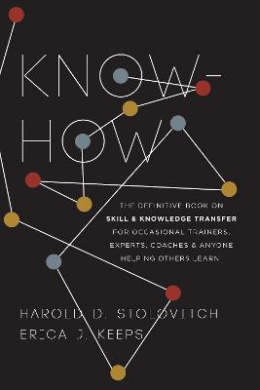 KNOW-
HOW
THE DEFINITIVE BOOK ON
SKILL & KNOWLEDGE TRANSFER
FOR OCCASIONAL TRAINERS,
EXPERTS, COACHES & ANYONE
HELPING OTHERS LEARN
HAROLD D. STOLOVITCH
ERICA J. KEEPS